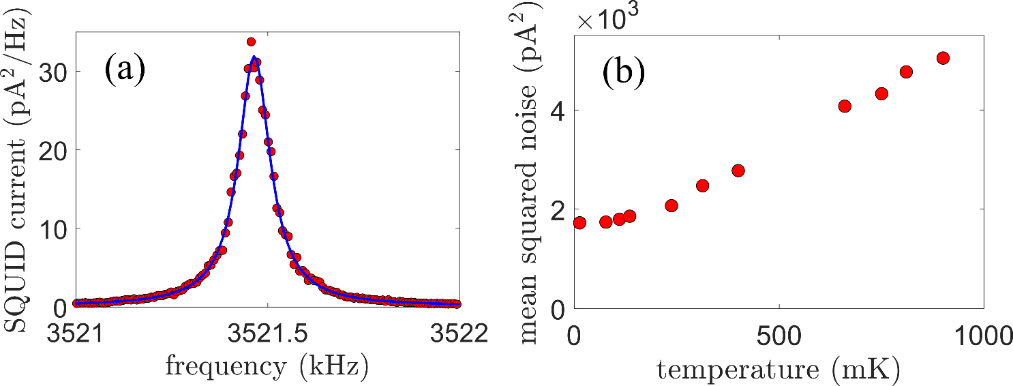 (a)
SQUID current (pA²/Hz)
30
20
10
0
3521
3521.5
3522
frequency (kHz)
(b)
×10³
mean squared noise (pA²)
4
2
0
0
500
1000
temperature (mK)